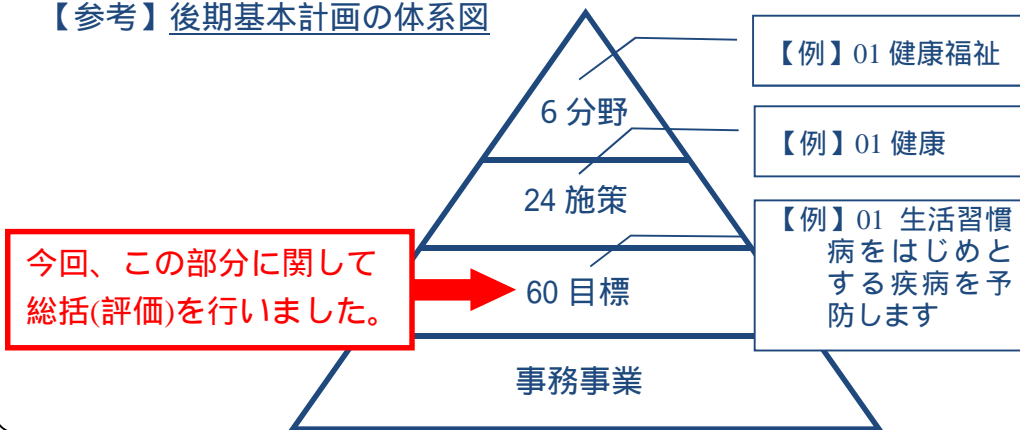 【参考】後期基本計画の体系図
【例】01 健康福祉
6 分野
【例】01 健康
24 施策
【例】01 生活習慣
病をはじめと
する疾病を予
防します
今回、この部分に関して
総括(評価)を行いました。
60 目標
事務事業